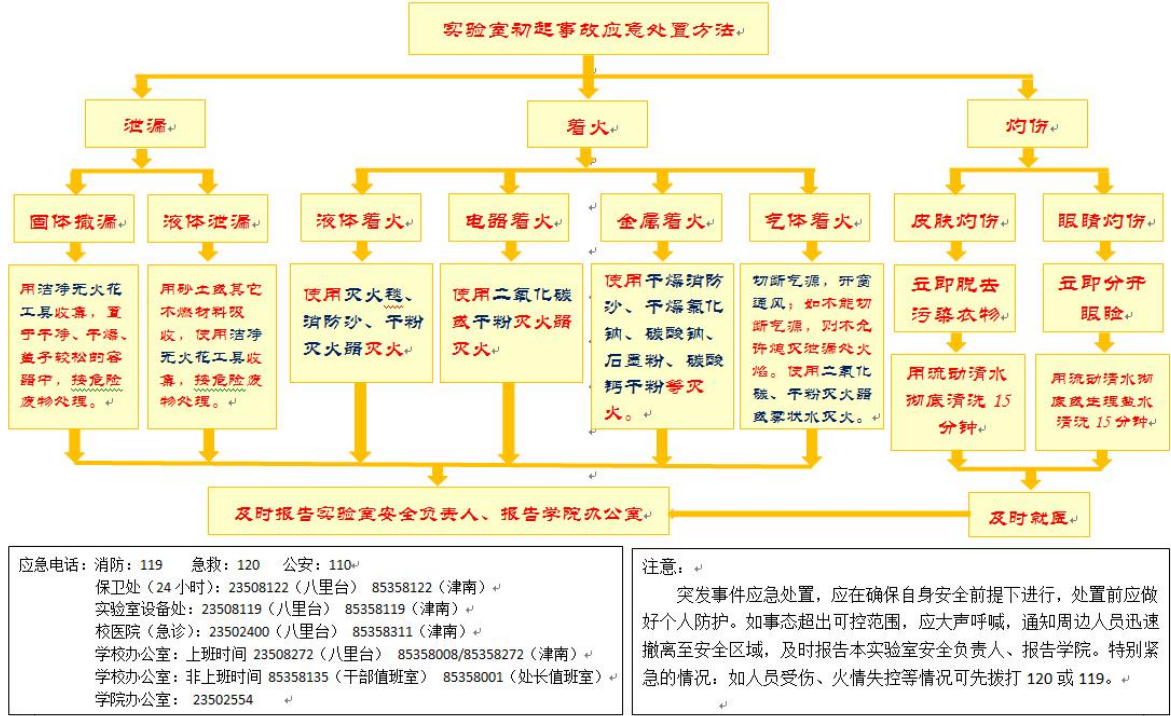 实验室初起事故应急处置方法
泄漏
着火
灼伤
固体撒漏
液体泄漏
液体着火
电器着火
金属着火
气体着火
皮肤灼伤
眼睛灼伤
用洁净无火花
工具收集，置
于干净、干燥、
盖子较松的容
器中，按危险
废物处理。
用砂土或其它
不燃材料吸
收，使用洁净
无火花工具收
集，按危险废
物处理。
使用灭火毯、
消防沙、干粉
灭火器灭火
使用二氧化碳
或干粉灭火器
灭火
使用干燥消防
沙、干燥氯化
钠、碳酸钠、
石墨粉、碳酸
钙干粉等灭
火。
切断气源，开窗
通风；如不能切
断气源，则不允
许熄灭泄漏处火
焰。使用二氧化
碳、干粉灭火器
或雾状水灭火。
立即脱去
污染衣物
立即分开
眼睑
用流动清水
彻底清洗 15
分钟
用流动清水彻
底或生理盐水
清洗 15 分钟
及时报告实验室安全负责人、报告学院办公室
及时就医
应急电话：消防：119 急救：120 公安：110
保卫处（24 小时）：23508122（八里台） 85358122（津南）
实验室设备处：23508119（八里台） 85358119（津南）
校医院（急诊）：23502400（八里台） 85358311（津南）
学校办公室：上班时间 23508272（八里台） 85358008/85358272（津南）
学校办公室：非上班时间 85358135（干部值班室） 85358001（处长值班室）
学院办公室： 23502554
注意：
突发事件应急处置，应在确保自身安全前提下进行，处置前应做
好个人防护。如事态超出可控范围，应大声呼喊，通知周边人员迅速
撤离至安全区域，及时报告本实验室安全负责人、报告学院。特别紧
急的情况：如人员受伤、火情失控等情况可先拨打 120 或 119。